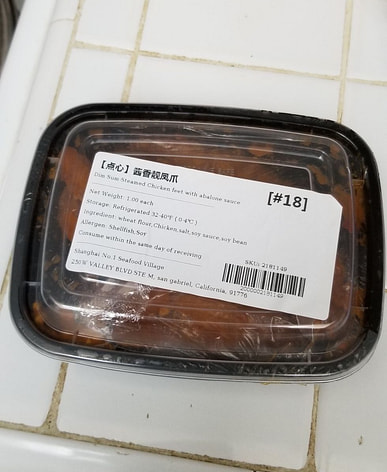 【点心】酱香靓凤爪
Dim Sum-Steamed Chicken feet with abalone sauce
[#18]
Net Weight: 1.00 each
Storage: Refrigerated 32-40°F ( 0-4℃ )
Ingredient: wheat flour,Chicken,salt,soy sauce,soy bean
Allergen: Shellfish,Soy
Consume within the same day of receiving
SKU: 2181149
Shanghai No.1 Seafood Village
250W VALLEY BLVD STE M, san gabriel, California, 91776
2000002181149